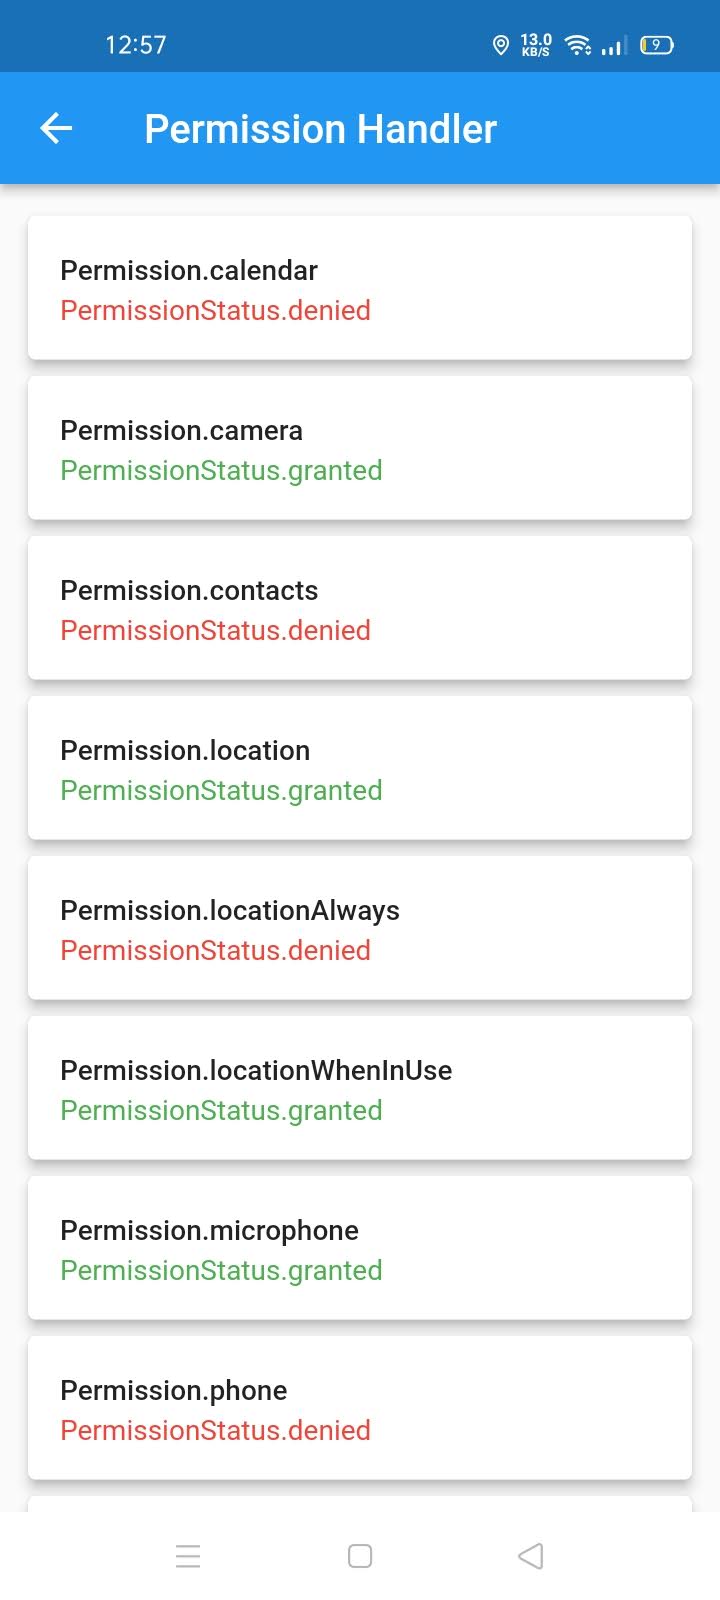 12:57
13.0
KB/S
9
Permission Handler
Permission.calendar
PermissionStatus.denied
Permission.camera
PermissionStatus.granted
Permission.contacts
PermissionStatus.denied
Permission.location
PermissionStatus.granted
Permission.locationAlways
PermissionStatus.denied
Permission.locationWhenInUse
PermissionStatus.granted
Permission.microphone
PermissionStatus.granted
Permission.phone
PermissionStatus.denied